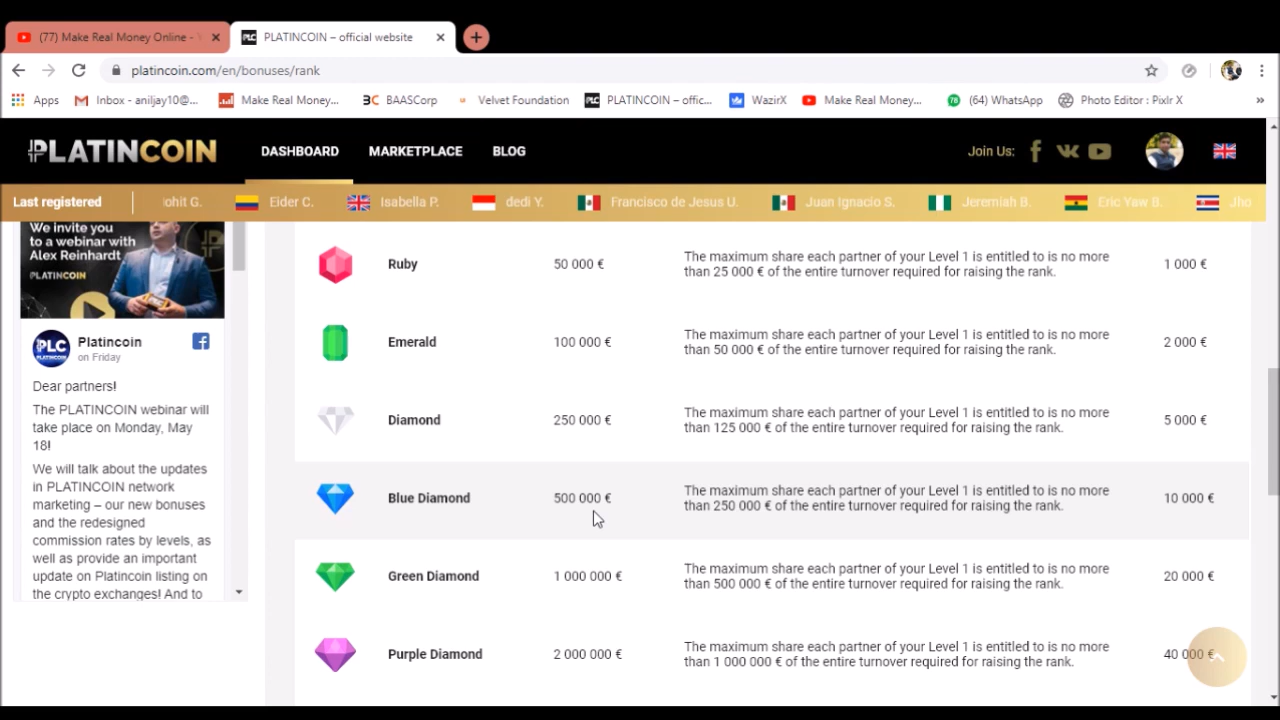 (77) Make Real Money Online -
PLATINCOIN – official website
platincoin.com/en/bonuses/rank
Apps
Inbox - aniljay10@...
Make Real Money...
BAASCorp
Velvet Foundation
PLATINCOIN – offic...
WazirX
Make Real Money...
(64) WhatsApp
Photo Editor : Pixlr X
»
PLATINCOIN
DASHBOARD
MARKETPLACE
BLOG
Join Us:
Last registered
ohit G.
Eider C.
Isabella P.
dedi Y.
Francisco de Jesus U.
Juan Ignacio S.
Jeremiah B.
Eric Yaw B.
Jho
We invite you
to a webinar with
Alex Reinhardt
PLATINCOIN
PLC
PLATINCOIN
Platincoin
on Friday
Dear partners!
The PLATINCOIN webinar will
take place on Monday, May
18!
We will talk about the updates
in PLATINCOIN network
marketing – our new bonuses
and the redesigned
commission rates by levels, as
well as provide an important
update on Platincoin listing on
the crypto exchanges! And to
Ruby
50 000 €
The maximum share each partner of your Level 1 is entitled to is no more
than 25 000 € of the entire turnover required for raising the rank.
1 000 €
Emerald
100 000 €
The maximum share each partner of your Level 1 is entitled to is no more
than 50 000 € of the entire turnover required for raising the rank.
2 000 €
Diamond
250 000 €
The maximum share each partner of your Level 1 is entitled to is no more
than 125 000 € of the entire turnover required for raising the rank.
5 000 €
Blue Diamond
500 000 €
The maximum share each partner of your Level 1 is entitled to is no more
than 250 000 € of the entire turnover required for raising the rank.
10 000 €
Green Diamond
1 000 000 €
The maximum share each partner of your Level 1 is entitled to is no more
than 500 000 € of the entire turnover required for raising the rank.
20 000 €
Purple Diamond
2 000 000 €
The maximum share each partner of your Level 1 is entitled to is no more
than 1 000 000 € of the entire turnover required for raising the rank.
40 000 €